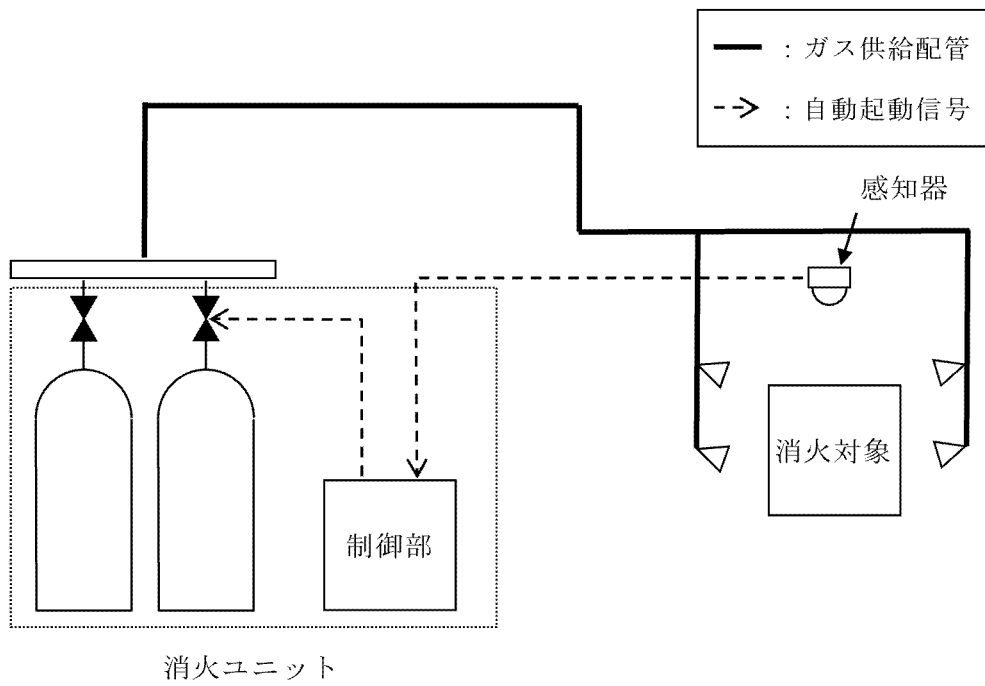 ：ガス供給配管
：自動起動信号
感知器
消火対象
制御部
消火ユニット